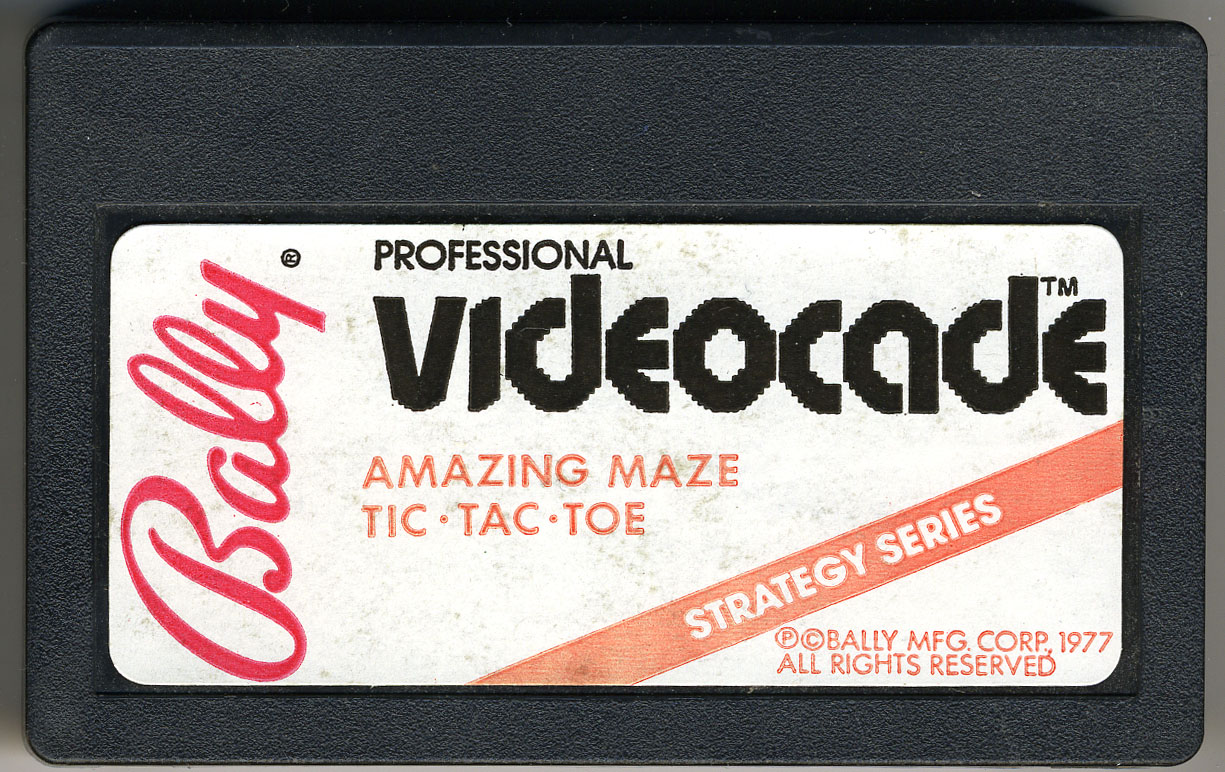 Bally®
PROFESSIONAL
VIDEOCADE™
AMAZING MAZE
TIC·TAC·TOE
STRATEGY SERIES
℗©BALLY MFG. CORP., 1977
ALL RIGHTS RESERVED